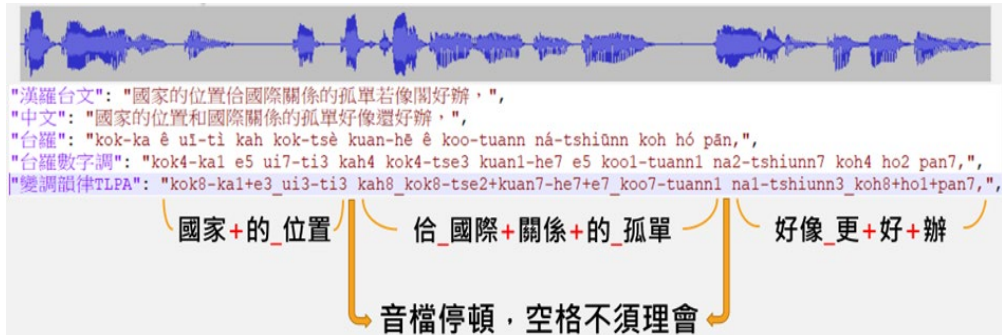 "漢羅台文": "國家的位置佮國際關係的孤單若像閣好辦，",
"中文": "國家的位置和國際關係的孤單好像還好辦，",
"台羅": "kok-ka ê uī-tì kah kok-tsè kuan-hē ê koo-tuann ná-tshiūnn koh hó pān,",
"台羅數字調": "kok4-ka1 e5 ui7-ti3 kah4 kok4-tse3 kuan1-he7 e5 koo1-tuann1 na2-tshiunn7 koh4 ho2 pan7,",
"變調韻律TLPA": "kok8-ka1+e3_ui3-ti3 kah8_kok8-tse2+kuan7-he7+e7_koo7-tuann1 na1-tshiunn3_koh8+ho1+pan7,",
國家+的_位置 佮_國際+關係+的_孤單 好像_更+好+辦
音檔停頓，空格不須理會